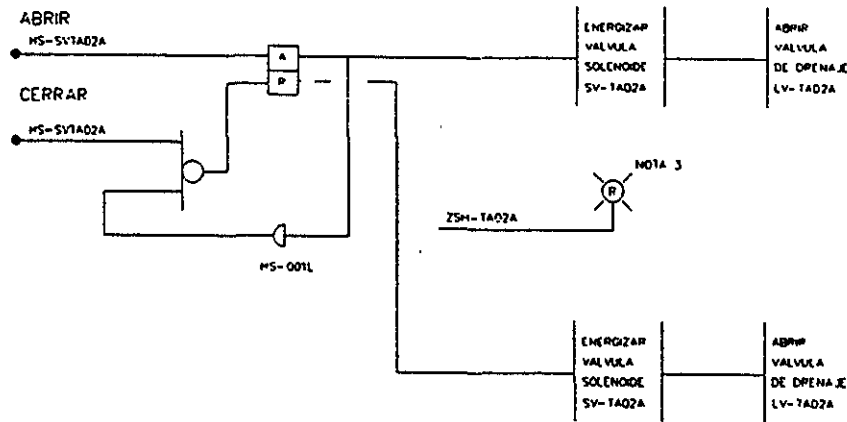 ABRIR
HS-SVTA02A
CERRAR
HS-SVTA02A
A
R
HS-001L
ENERGIZAR
VALVULA
SOLENOIDE
SV-TA02A
ABRIR
VALVULA
DE DRENAJE
LV-TA02A
NOTA 3
R
ZSH-TA02A
ENERGIZAR
VALVULA
SOLENOIDE
SV-TA02A
ABRIR
VALVULA
DE DRENAJE
LV-TA02A